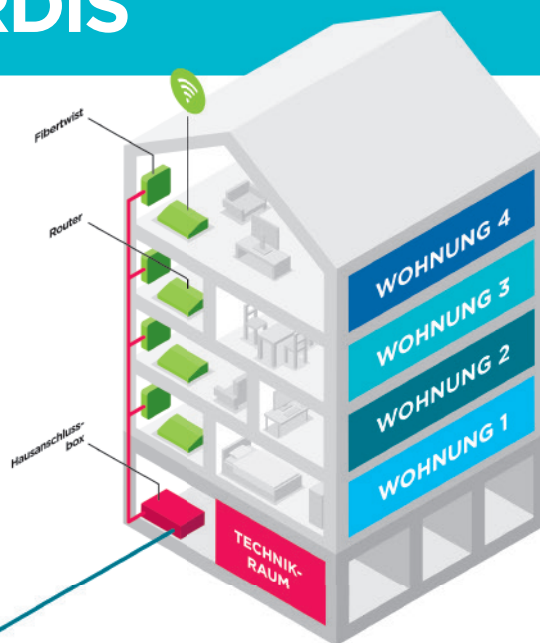 RDIS
Fibertwist
Router
Hausanschluss-
box
WOHNUNG 4
WOHNUNG 3
WOHNUNG 2
WOHNUNG 1
TECHNIK-
RAUM